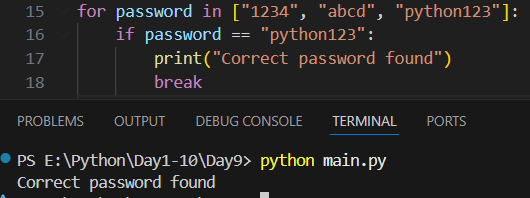 15 for password in ["1234", "abcd", "python123"]:
16     if password == "python123":
17         print("Correct password found")
18         break
PROBLEMS OUTPUT DEBUG CONSOLE TERMINAL PORTS
PS E:\Python\Day1-10\Day9> python main.py
Correct password found